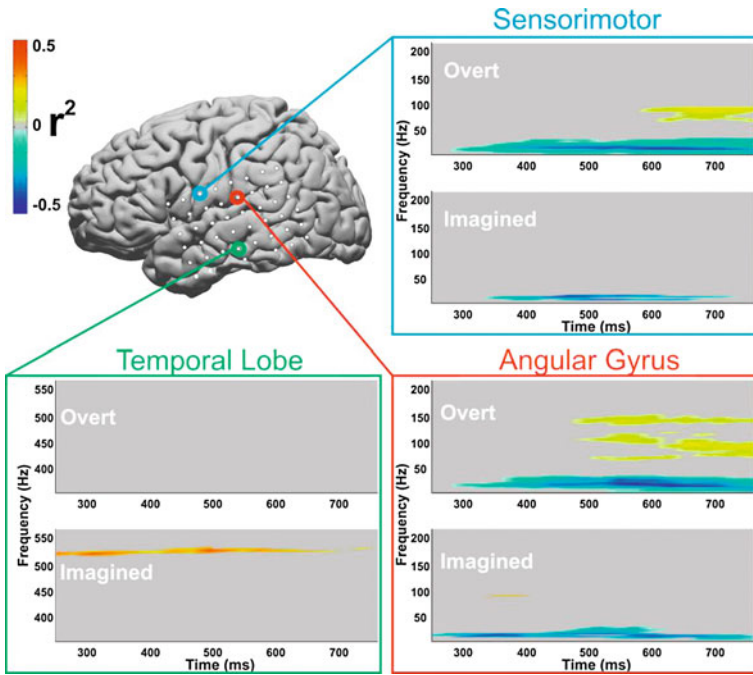 Sensorimotor
0.5
r²
0
-0.5
Overt
200
150
100
50
300 400 500 600 700
Frequency (Hz)
Imagined
200
150
100
50
300 400 500 600 700
Time (ms)
Temporal Lobe
Overt
550
500
450
400
300 400 500 600 700
Frequency (Hz)
Imagined
550
500
450
400
300 400 500 600 700
Time (ms)
Angular Gyrus
Overt
200
150
100
50
300 400 500 600 700
Frequency (Hz)
Imagined
200
150
100
50
300 400 500 600 700
Time (ms)